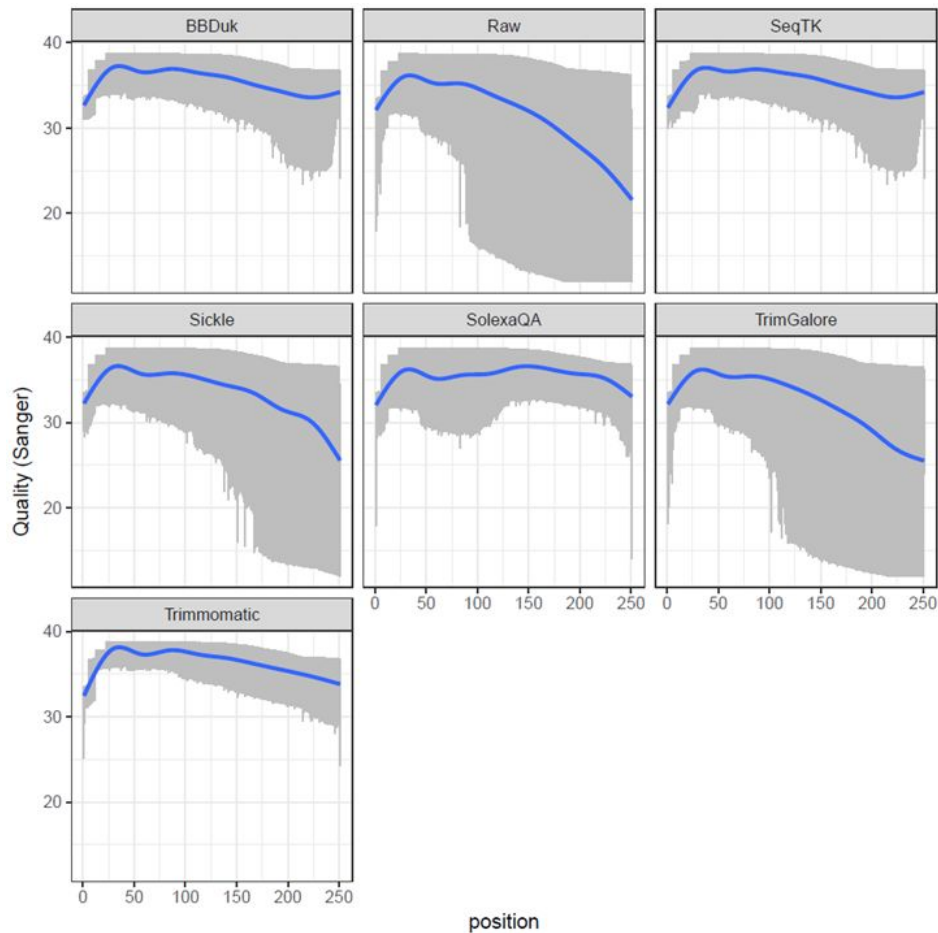 BBDuk Raw SeqTK
40
30
20
Sickle SolexaQA TrimGalore
40
30
20
Quality (Sanger)
0 50 100 150 200 250 0 50 100 150 200 250
Trimmomatic
40
30
20
0 50 100 150 200 250
position